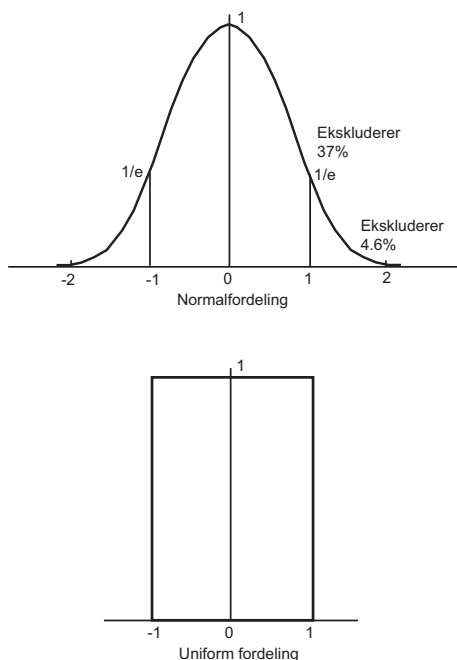 1
Ekskluderer
37%
1/e
1/e
Ekskluderer
4.6%
-2
-1
0
1
2
Normalfordeling
1
-1
0
1
Uniform fordeling